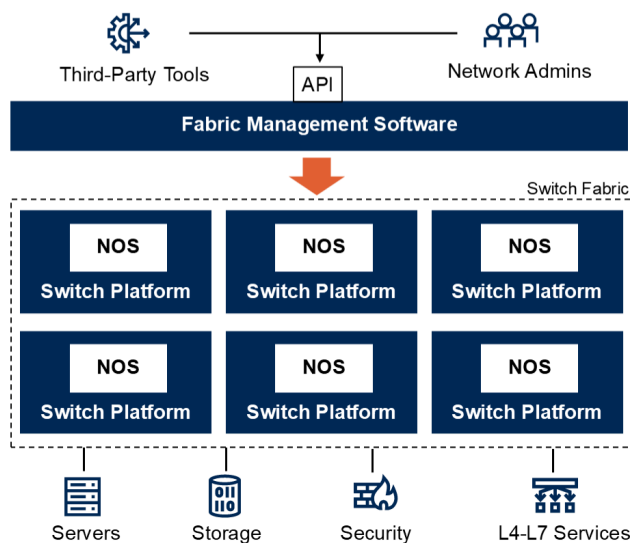 Third-Party Tools
Network Admins
API
Fabric Management Software
Switch Fabric
NOS
Switch Platform
NOS
Switch Platform
NOS
Switch Platform
NOS
Switch Platform
NOS
Switch Platform
NOS
Switch Platform
Servers
Storage
Security
L4-L7 Services